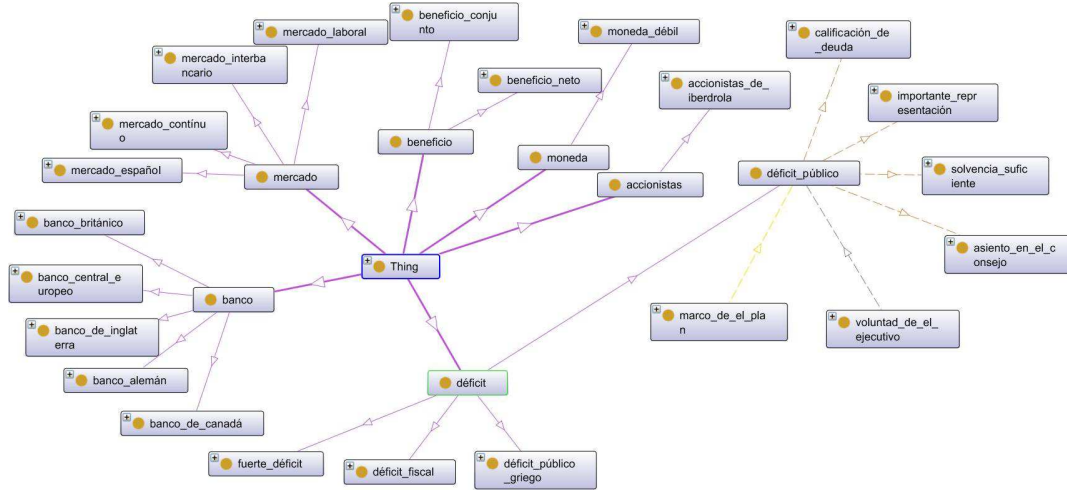 mercado_laboral
beneficio_conju
nto
moneda_débil
calificación_de
_deuda
mercado_interba
ncario
beneficio_neto
accionistas_de_
iberdrola
importante_repr
esentación
mercado_contínu
o
beneficio
moneda
mercado_español
mercado
accionistas
déficit_público
solvencia_sufic
iente
banco_británico
asiento_en_el_c
onsejo
Thing
banco_central_e
uropeo
banco
marco_de_el_pla
n
voluntad_de_el_
ejecutivo
banco_de_inglat
erra
banco_alemán
déficit
banco_de_canadá
fuerte_déficit
déficit_fiscal
déficit_público
_griego